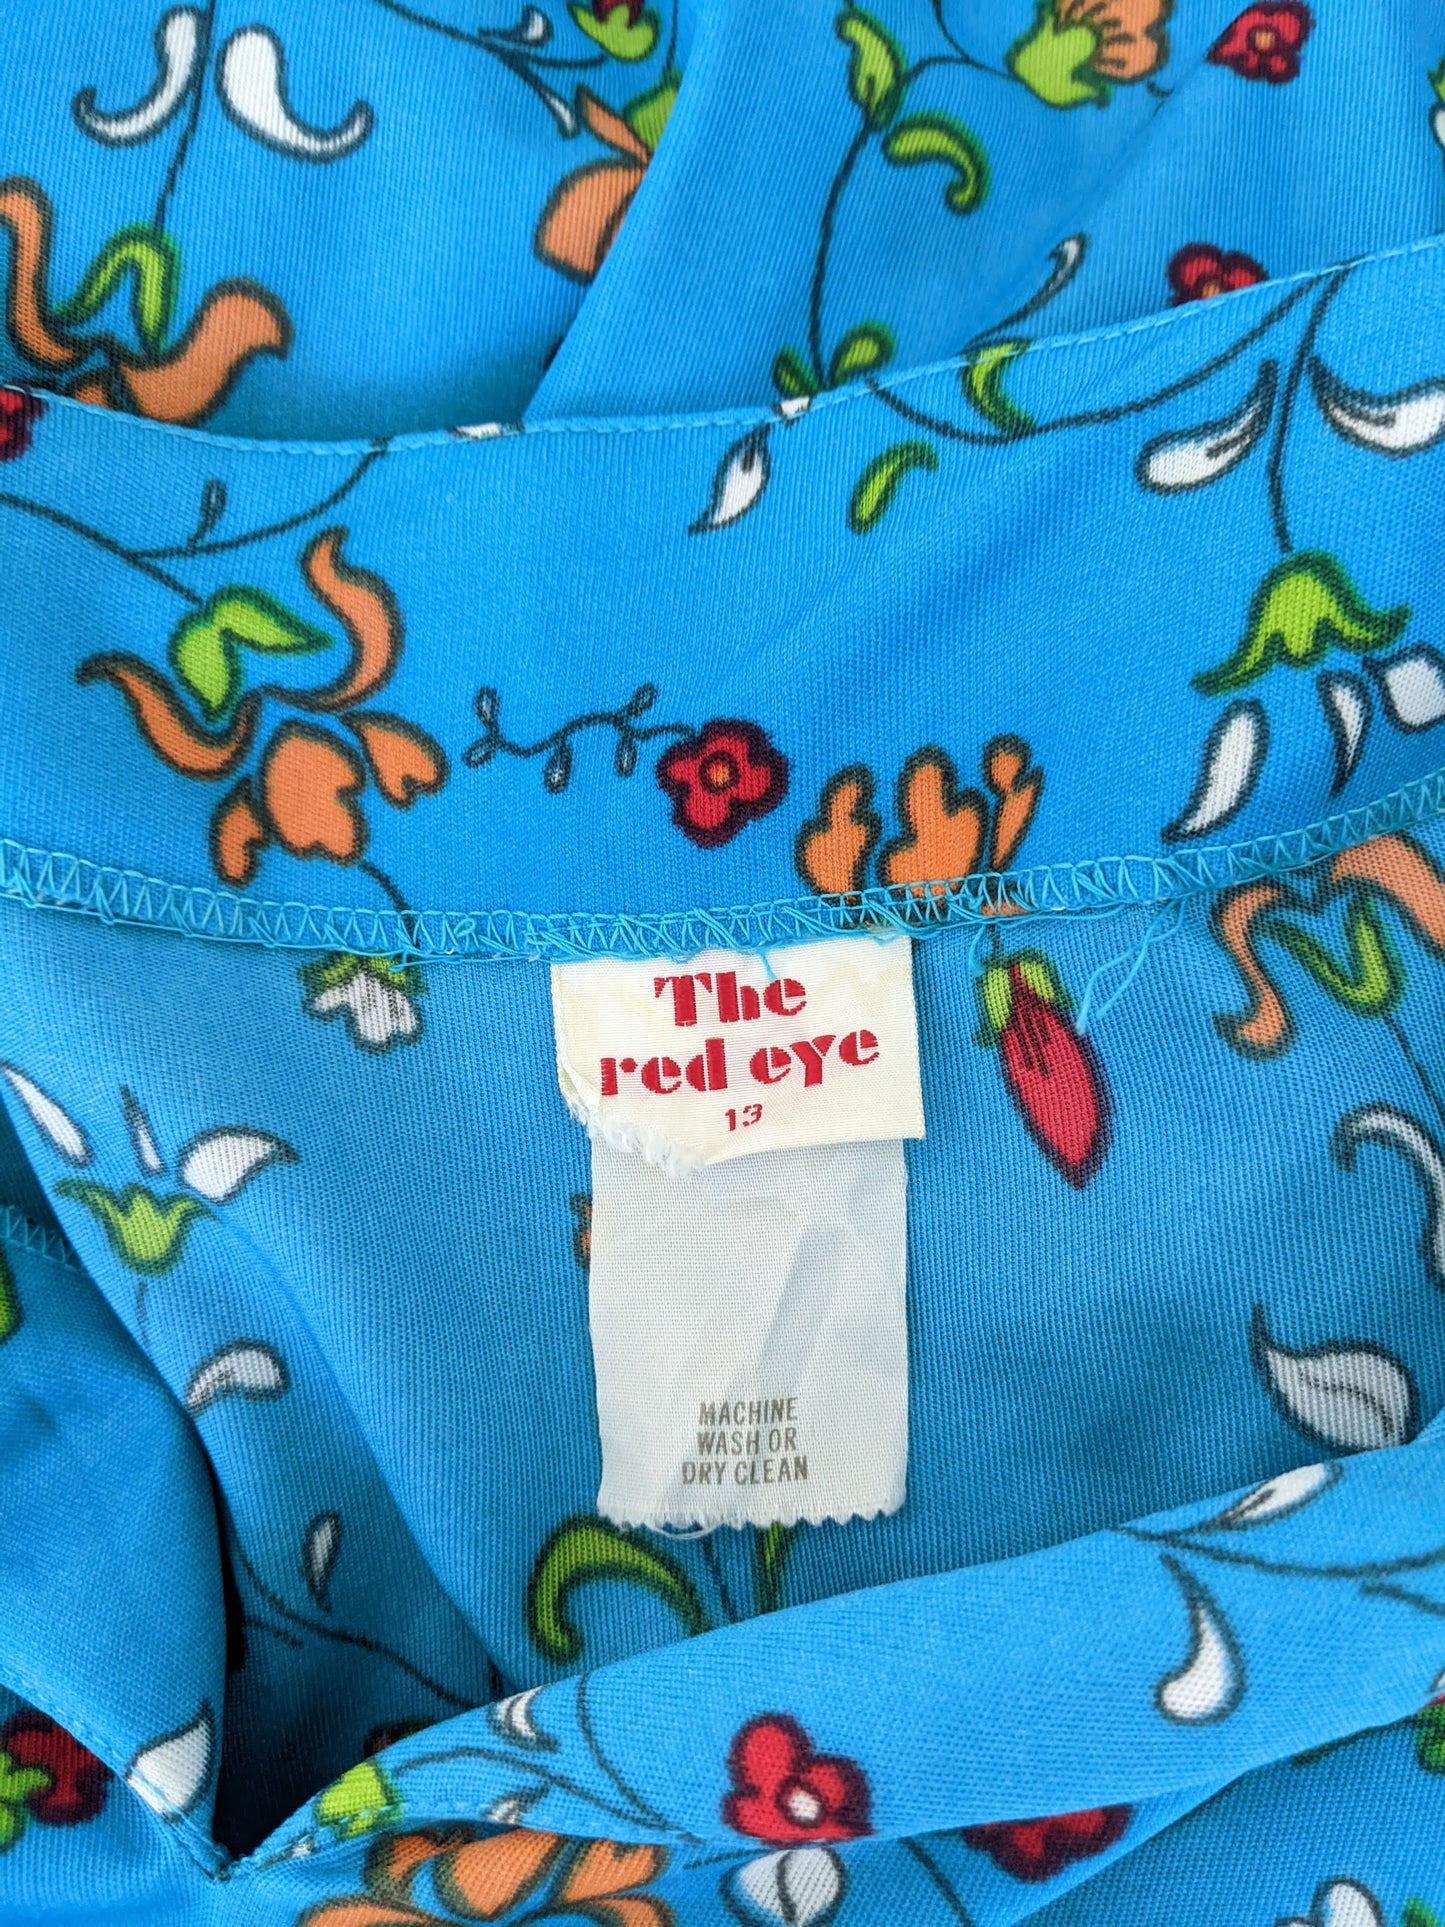 The
red eye
13
MACHINE
WASH OR
DRY CLEAN